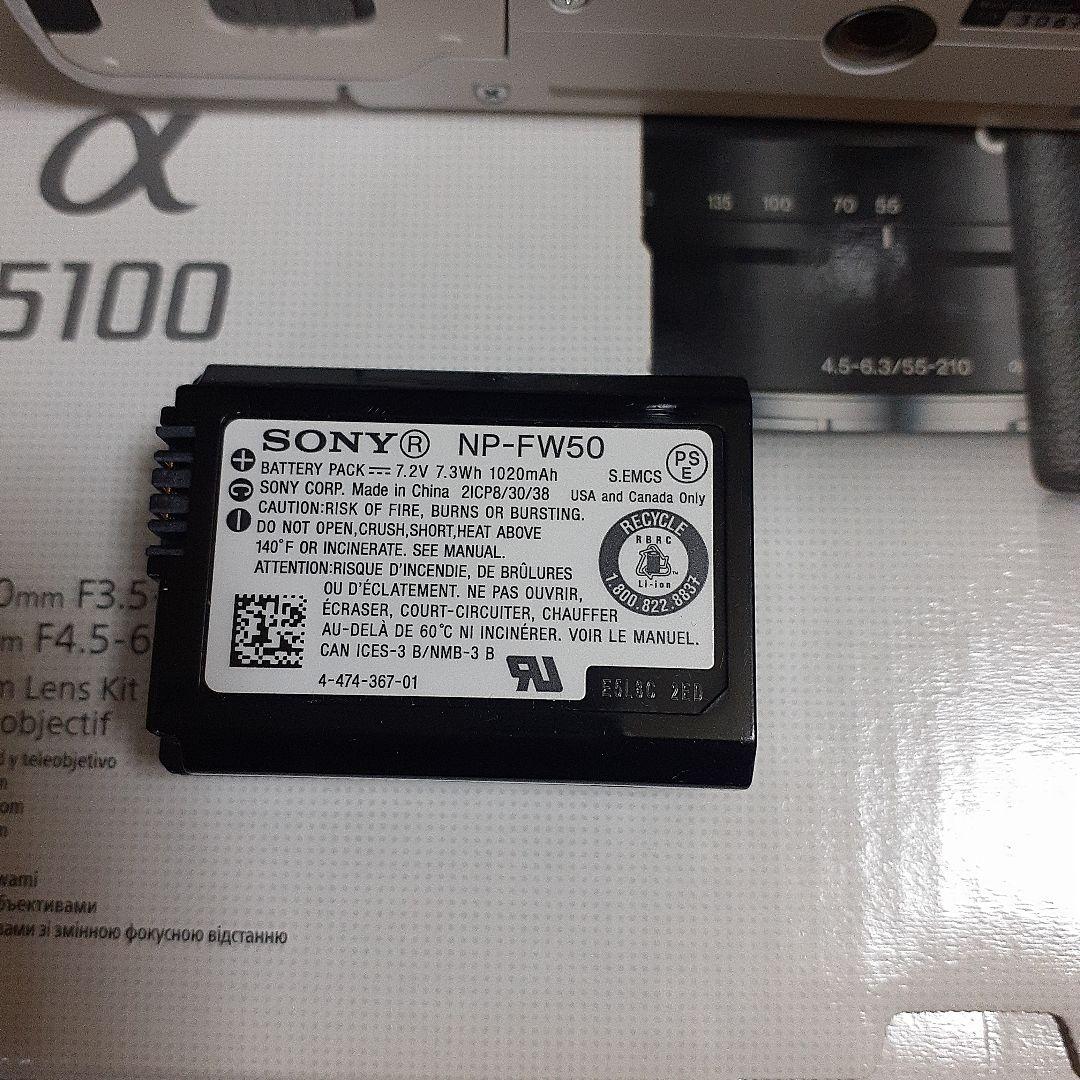 α
5100
135 100 70 55
4.5-6.3/55-210
SONY® NP-FW50
BATTERY PACK ⎓ 7.2V 7.3Wh 1020mAh
S.EMCS
PS
E
SONY CORP. Made in China 2ICP8/30/38 USA and Canada Only
CAUTION:RISK OF FIRE, BURNS OR BURSTING.
DO NOT OPEN,CRUSH,SHORT,HEAT ABOVE
140°F OR INCINERATE. SEE MANUAL.
ATTENTION:RISQUE D'INCENDIE, DE BRÛLURES
OU D'ÉCLATEMENT. NE PAS OUVRIR,
ÉCRASER, COURT-CIRCUITER, CHAUFFER
AU-DELÀ DE 60°C NI INCINÉRER. VOIR LE MANUEL.
CAN ICES-3 B/NMB-3 B
4-474-367-01
+
C
−
RECYCLE
RBRC
Li-ion
1.800.822.8837
mm F3.5
F4.5-6
Lens Kit
objectif
y teleobjetivo
зі змінною фокусною відстанню